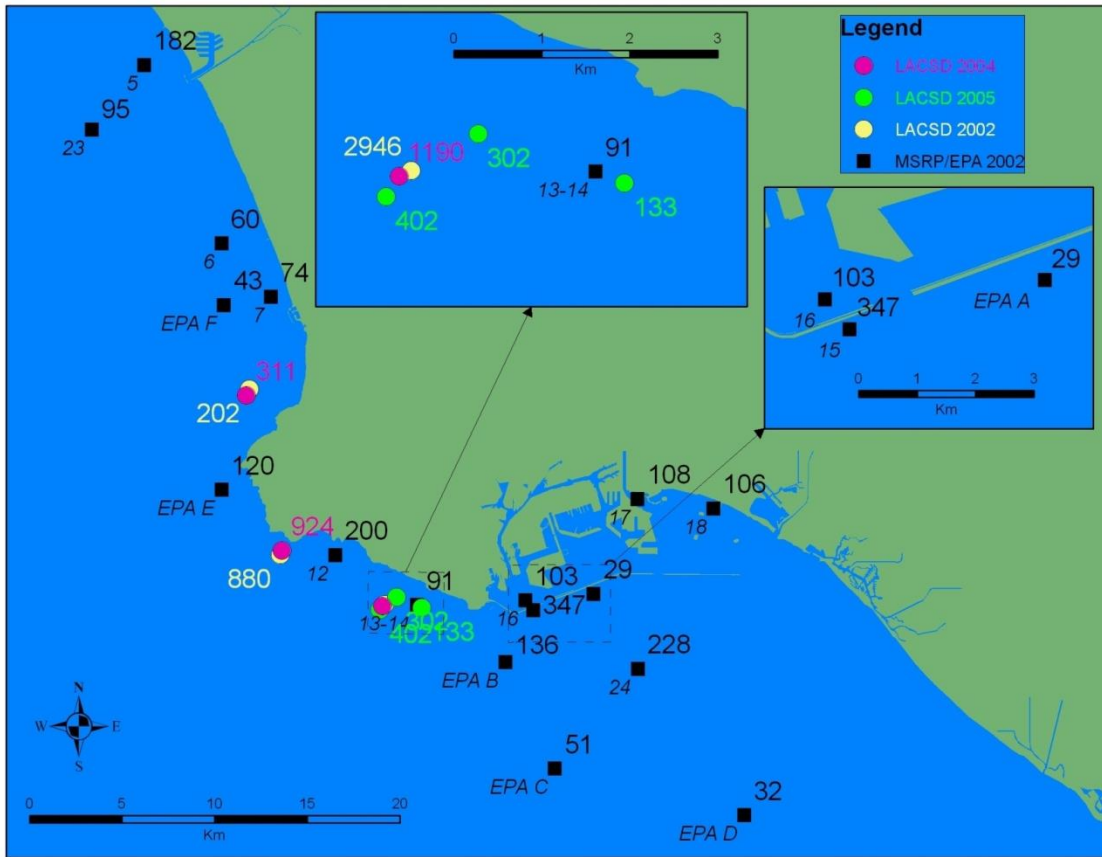 182
5
95
23
60
6
43
74
EPA F
7
311
202
120
EPA E
924
880
200
12
91
13-14
302
402
133
108
17
106
18
103
16
347
29
136
EPA B
228
24
51
EPA C
32
EPA D
N
W E
S
0 5 10 15 20
Km
0 1 2 3
Km
2946
1190
302
402
91
13-14
133
Legend
LACSD 2004
LACSD 2005
LACSD 2002
MSRP/EPA 2002
103
16
347
15
29
EPA A
0 1 2 3
Km